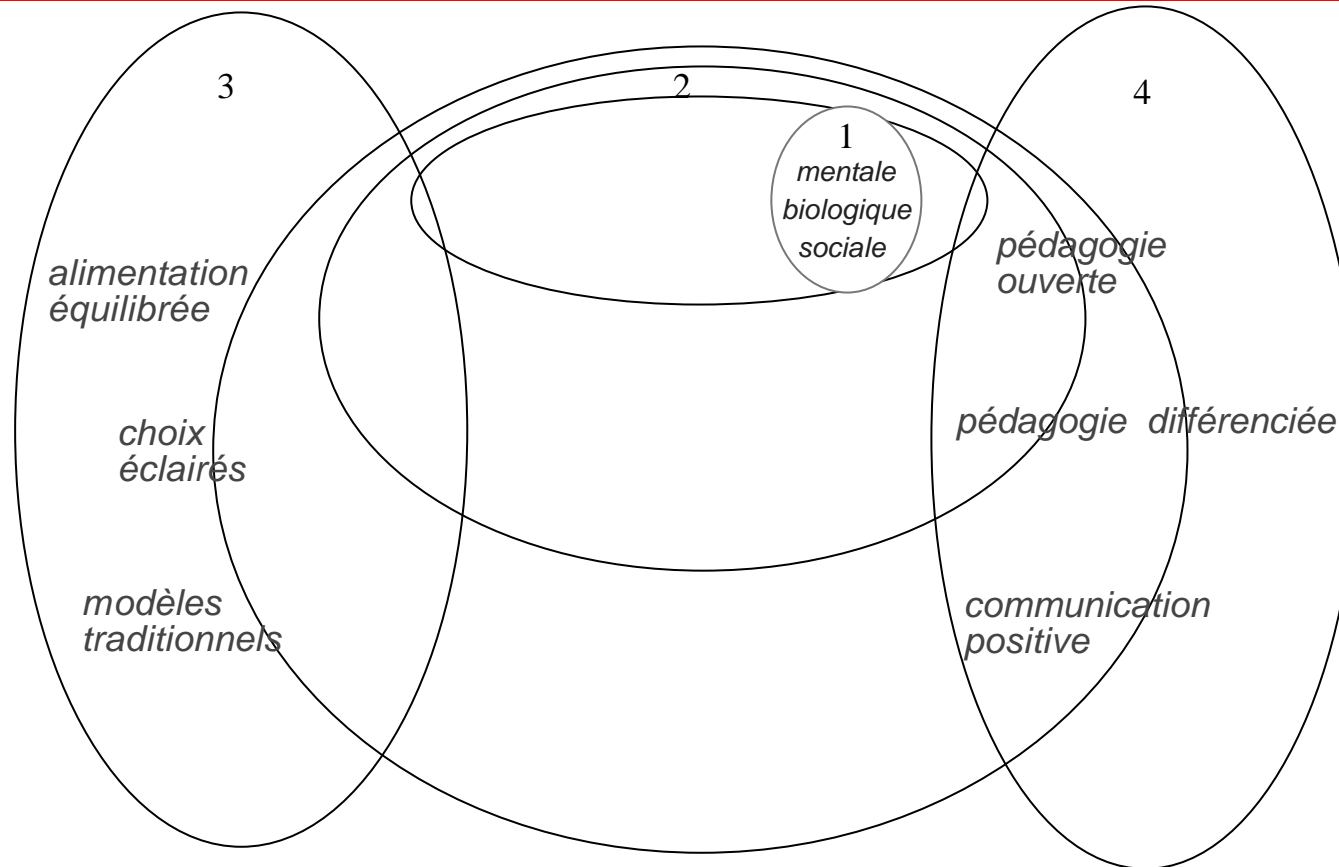 3
alimentation
équilibrée
choix
éclairés
modèles
traditionnels
2
1
mentale
biologique
sociale
4
pédagogie
ouverte
pédagogie différenciée
communication
positive